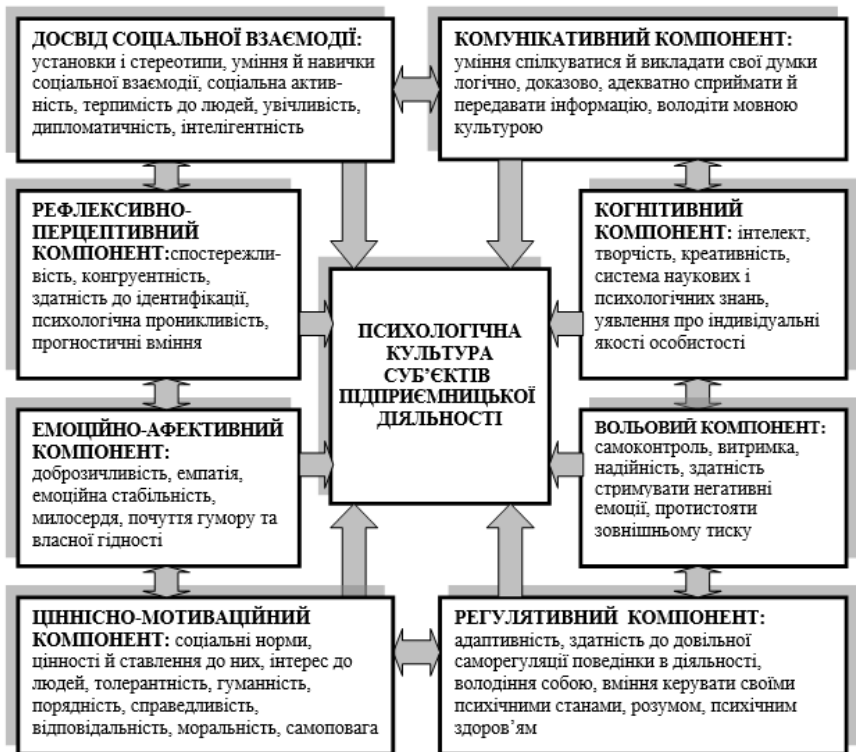 ДОСВІД СОЦІАЛЬНОЇ ВЗАЄМОДІЇ:
установки і стереотипи, уміння й навички
соціальної взаємодії, соціальна актив-
ність, терпимість до людей, увічливість,
дипломатичність, інтелігентність
КОМУНІКАТИВНИЙ КОМПОНЕНТ:
уміння спілкуватися й викладати свої думки
логічно, доказово, адекватно сприймати й
передавати інформацію, володіти мовною
культурою
РЕФЛЕКСИВНО-
ПЕРЦЕПТИВНИЙ
КОМПОНЕНТ:спостережли-
вість, конгруентність,
здатність до ідентифікації,
психологічна проникливість,
прогностичні вміння
КОГНІТИВНИЙ
КОМПОНЕНТ: інтелект,
творчість, креативність,
система наукових і
психологічних знань,
уявлення про індивідуальні
якості особистості
ПСИХОЛОГІЧНА
КУЛЬТУРА
СУБ’ЄКТІВ
ПІДПРИЄМНИЦЬКОЇ
ДІЯЛЬНОСТІ
ЕМОЦІЙНО-АФЕКТИВНИЙ
КОМПОНЕНТ:
доброзичливість, емпатія,
емоційна стабільність,
милосердя, почуття гумору та
власної гідності
ВОЛЬОВИЙ КОМПОНЕНТ:
самоконтроль, витримка,
надійність, здатність
стримувати негативні
емоції, протистояти
зовнішньому тиску
ЦІННІСНО-МОТИВАЦІЙНИЙ
КОМПОНЕНТ: соціальні норми,
цінності й ставлення до них, інтерес до
людей, толерантність, гуманність,
порядність, справедливість,
відповідальність, моральність, самоповага
РЕГУЛЯТИВНИЙ КОМПОНЕНТ:
адаптивність, здатність до довільної
саморегуляції поведінки в діяльності,
володіння собою, вміння керувати своїми
психічними станами, розумом, психічним
здоров’ям